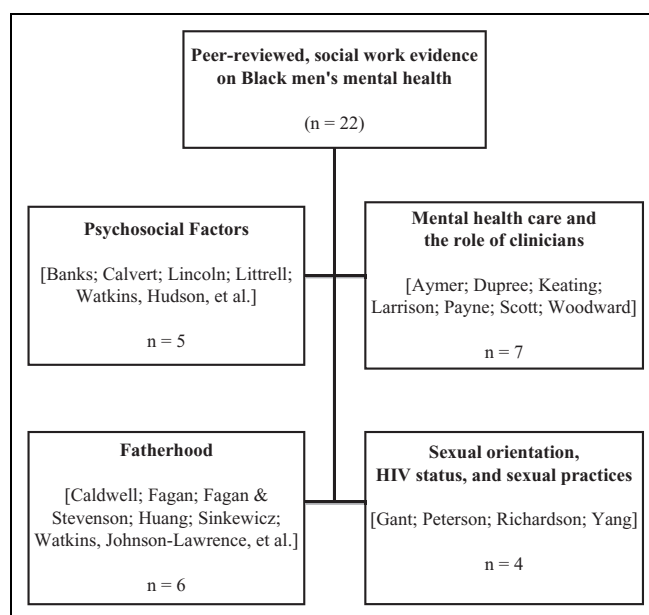 Peer-reviewed, social work evidence
on Black men's mental health
(n = 22)
Psychosocial Factors
[Banks; Calvert; Lincoln; Littrell;
Watkins, Hudson, et al.]
n = 5
Mental health care and
the role of clinicians
[Aymer; Dupree; Keating;
Larrison; Payne; Scott; Woodward]
n = 7
Fatherhood
[Caldwell; Fagan; Fagan &
Stevenson; Huang; Sinkewicz;
Watkins, Johnson-Lawrence, et al.]
n = 6
Sexual orientation,
HIV status, and sexual practices
[Gant; Peterson; Richardson; Yang]
n = 4